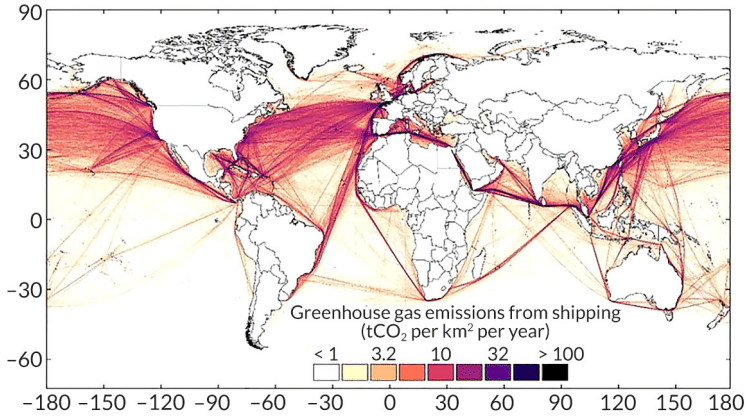 90
60
30
0
−30
−60
Greenhouse gas emissions from shipping
(tCO₂ per km² per year)
< 1 3.2 10 32 > 100
−180 −150 −120 −90 −60 −30 0 30 60 90 120 150 180